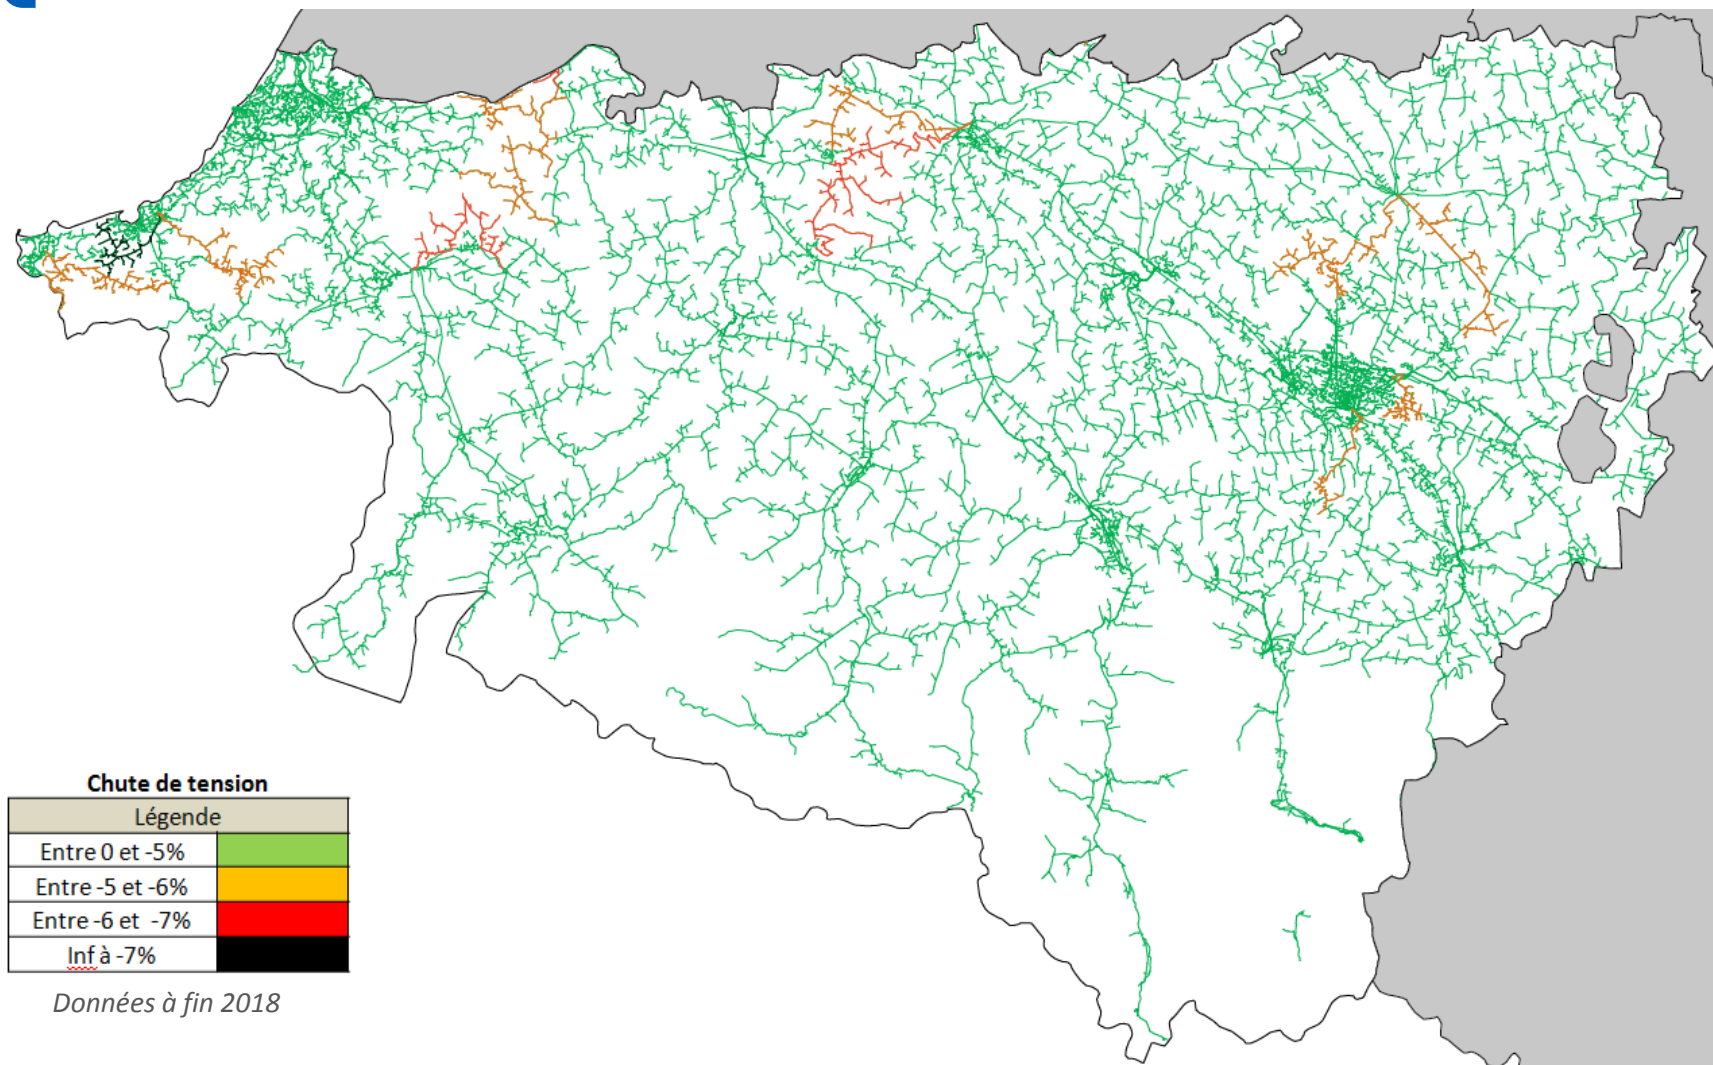 Chute de tension
Légende
Entre 0 et -5%
Entre -5 et -6%
Entre -6 et -7%
Inf à -7%
Données à fin 2018